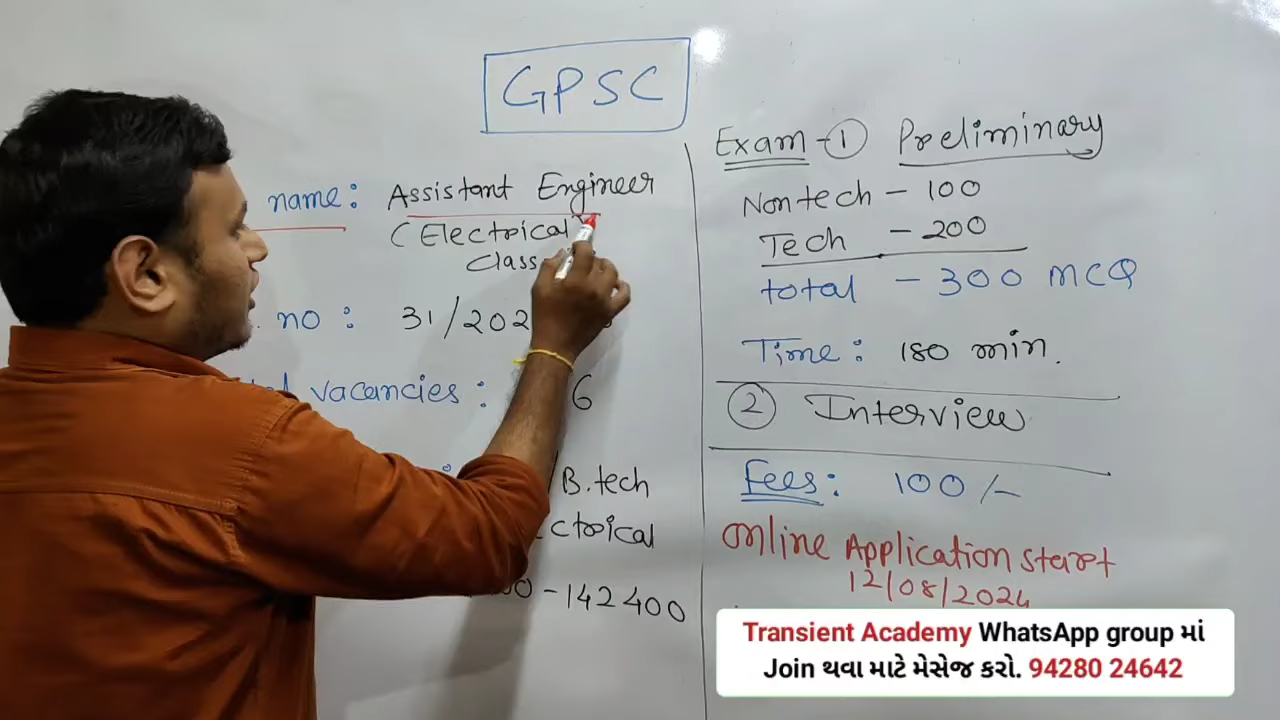 GPSC
name: Assistant Engineer
(Electrical)
Class
no : 31/202
vacancies : 6
B.tech
ctrical
00 - 142400
Exam - 1 Preliminary
Nontech - 100
Tech - 200
total - 300 MCQ
Time : 180 min.
2 Interview
Fees : 100/-
Online Application start
12/08/2024
Transient Academy WhatsApp group માં
Join થવા માટે મેસેજ કરો. 94280 24642